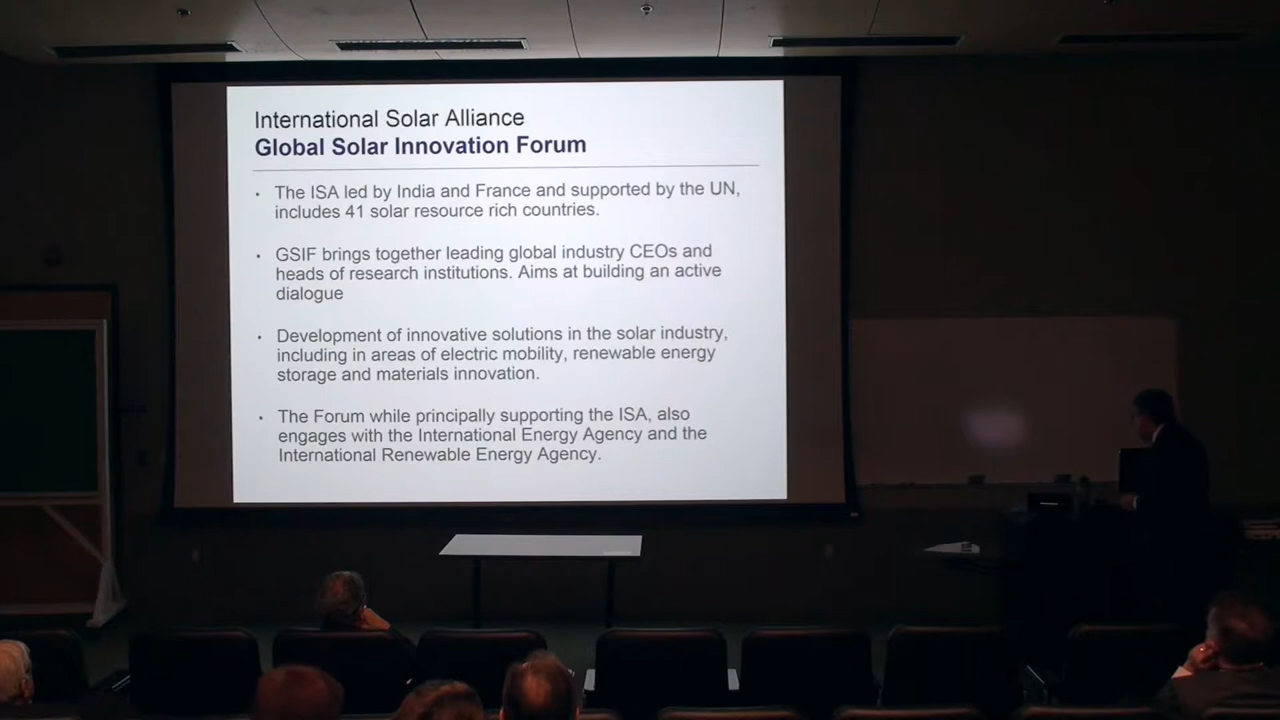 International Solar Alliance
Global Solar Innovation Forum
• The ISA led by India and France and supported by the UN,
includes 41 solar resource rich countries.
• GSIF brings together leading global industry CEOs and
heads of research institutions. Aims at building an active
dialogue
• Development of innovative solutions in the solar industry,
including in areas of electric mobility, renewable energy
storage and materials innovation.
• The Forum while principally supporting the ISA, also
engages with the International Energy Agency and the
International Renewable Energy Agency.